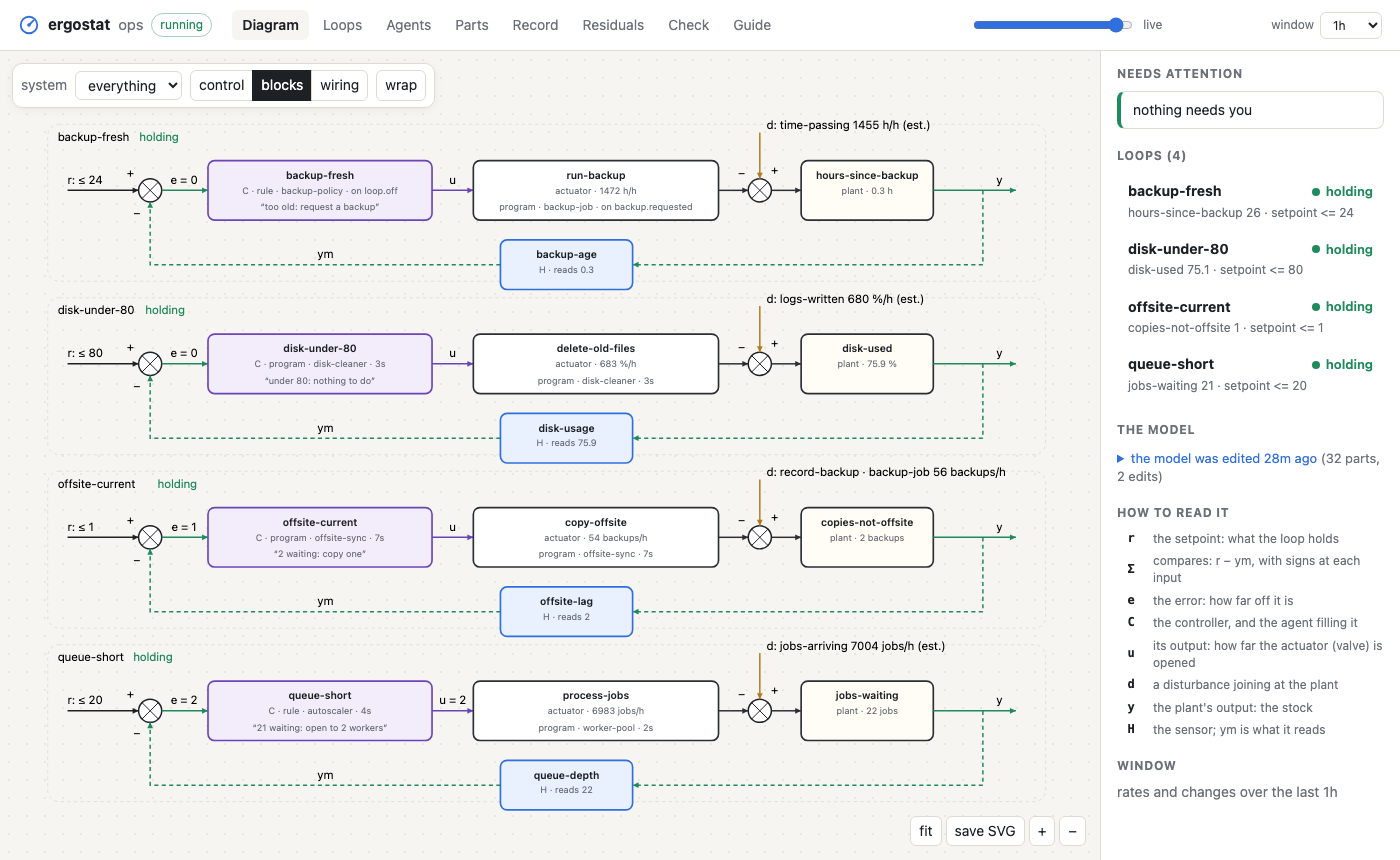 ergostat ops running Diagram Loops Agents Parts Record Residuals Check Guide live window 1h
system everything control blocks wiring wrap
backup-fresh holding
d: time-passing 1455 h/h (est.)
r: ≤ 24
+
−
e = 0
backup-fresh
C · rule · backup-policy · on loop.off
“too old: request a backup”
u
run-backup
actuator · 1472 h/h
program · backup-job · on backup.requested
−
+
hours-since-backup
plant · 0.3 h
y
ym
backup-age
H · reads 0.3
disk-under-80 holding
d: logs-written 680 %/h (est.)
r: ≤ 80
+
−
e = 0
disk-under-80
C · program · disk-cleaner · 3s
“under 80: nothing to do”
u
delete-old-files
actuator · 683 %/h
program · disk-cleaner · 3s
−
+
disk-used
plant · 75.9 %
y
ym
disk-usage
H · reads 75.9
offsite-current holding
d: record-backup · backup-job 56 backups/h
r: ≤ 1
+
−
e = 1
offsite-current
C · program · offsite-sync · 7s
“2 waiting: copy one”
u
copy-offsite
actuator · 54 backups/h
program · offsite-sync · 7s
−
+
copies-not-offsite
plant · 2 backups
y
ym
offsite-lag
H · reads 2
queue-short holding
d: jobs-arriving 7004 jobs/h (est.)
r: ≤ 20
+
−
e = 2
queue-short
C · rule · autoscaler · 4s
“21 waiting: open to 2 workers”
u = 2
process-jobs
actuator · 6983 jobs/h
program · worker-pool · 2s
−
+
jobs-waiting
plant · 22 jobs
y
ym
queue-depth
H · reads 22
fit save SVG + −
NEEDS ATTENTION
nothing needs you
LOOPS (4)
backup-fresh holding
hours-since-backup 26 · setpoint <= 24
disk-under-80 holding
disk-used 75.1 · setpoint <= 80
offsite-current holding
copies-not-offsite 1 · setpoint <= 1
queue-short holding
jobs-waiting 21 · setpoint <= 20
THE MODEL
the model was edited 28m ago (32 parts,
2 edits)
HOW TO READ IT
r the setpoint: what the loop holds
Σ compares: r − ym, with signs at each
input
e the error: how far off it is
C the controller, and the agent filling it
u its output: how far the actuator (valve) is
opened
d a disturbance joining at the plant
y the plant's output: the stock
H the sensor; ym is what it reads
WINDOW
rates and changes over the last 1h